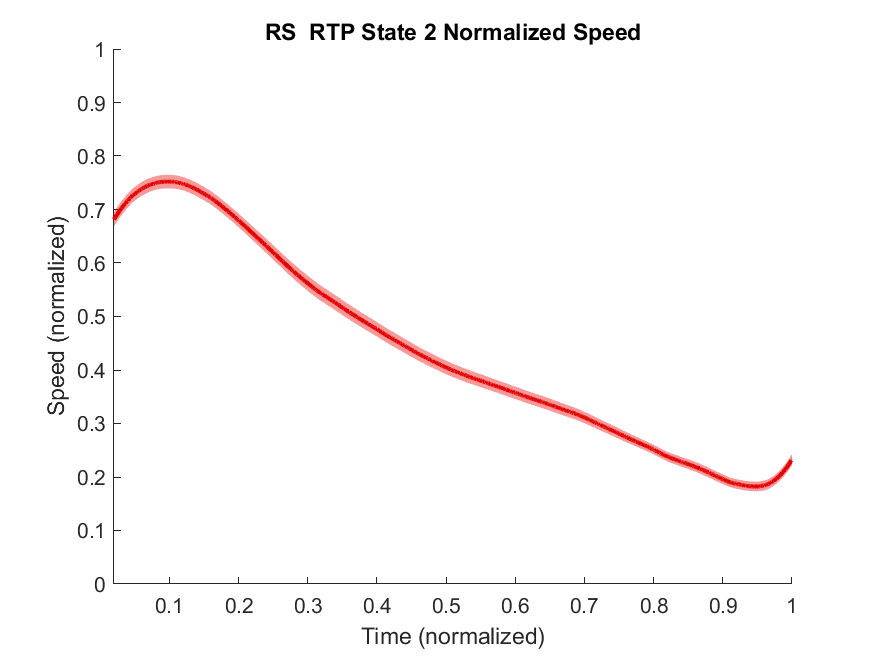 RS  RTP State 2 Normalized Speed
1
0.9
0.8
0.7
0.6
0.5
0.4
0.3
0.2
0.1
0
Speed (normalized)
0.1 0.2 0.3 0.4 0.5 0.6 0.7 0.8 0.9 1
Time (normalized)